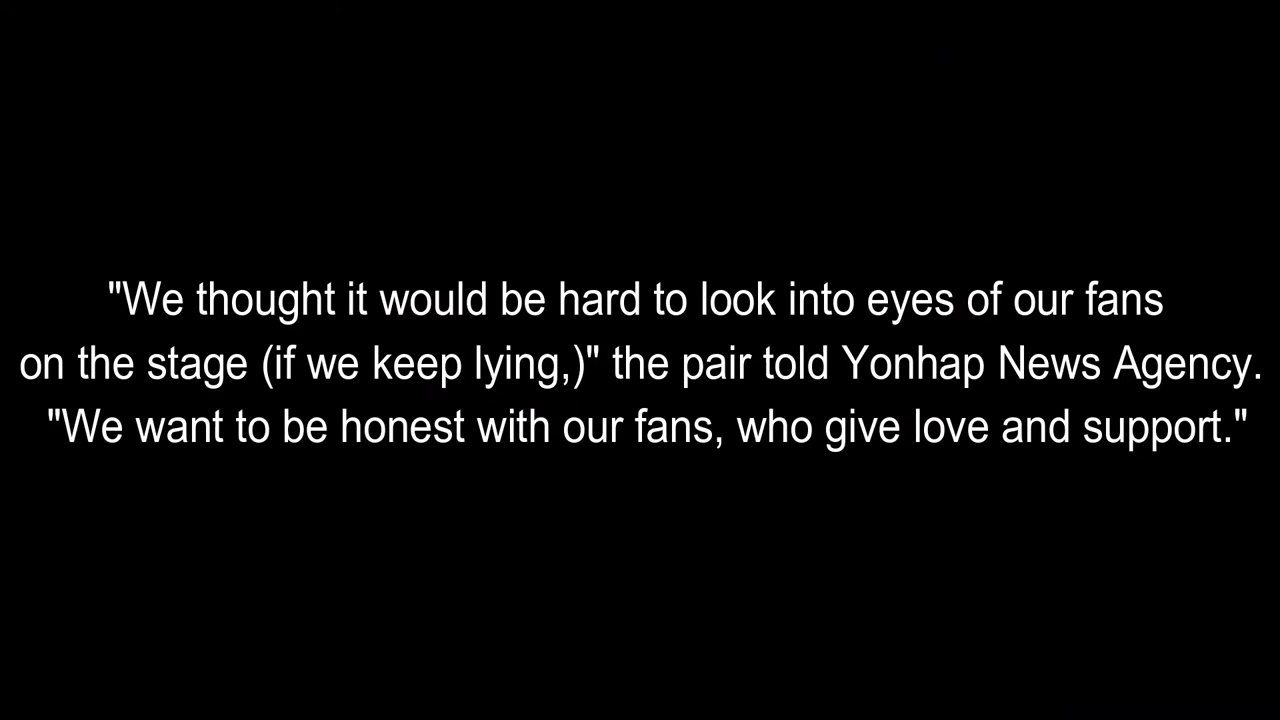 "We thought it would be hard to look into eyes of our fans
on the stage (if we keep lying,)" the pair told Yonhap News Agency.
"We want to be honest with our fans, who give love and support."